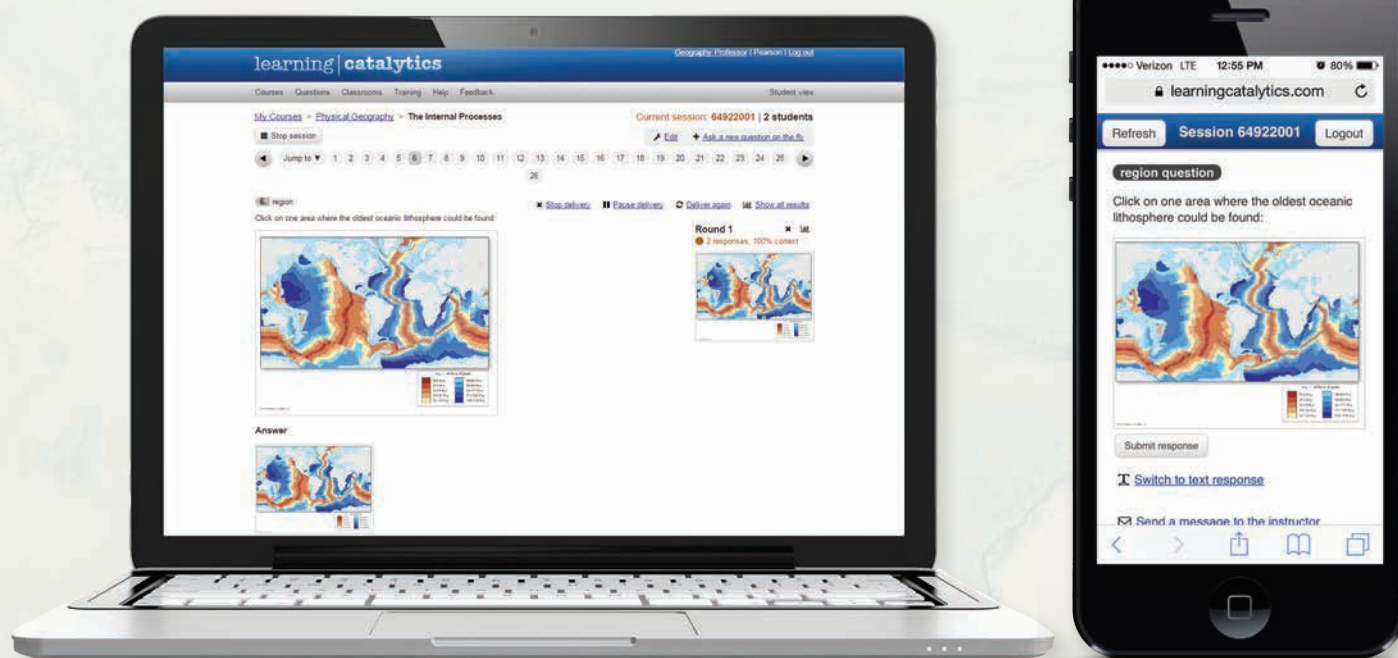 learning | catalytics
Geography Professor | Pearson | Log out
Courses Questions Classrooms Training Help Feedback
Student view
My Courses » Physical Geography » The Internal Processes
Current session: 64922001 | 2 students
Stop session
Edit
Ask a new question on the fly
Jump to 1 2 3 4 5 6 7 8 9 10 11 12 13 14 15 16 17 18 19 20 21 22 23 24 25
26
region
Stop delivery Pause delivery Deliver again Show all results
Click on one area where the oldest oceanic lithosphere could be found:
Round 1
2 responses, 100% correct
Answer
Verizon LTE 12:55 PM 80%
learningcatalytics.com
Refresh Session 64922001 Logout
region question
Click on one area where the oldest oceanic
lithosphere could be found:
Submit response
T Switch to text response
Send a message to the instructor